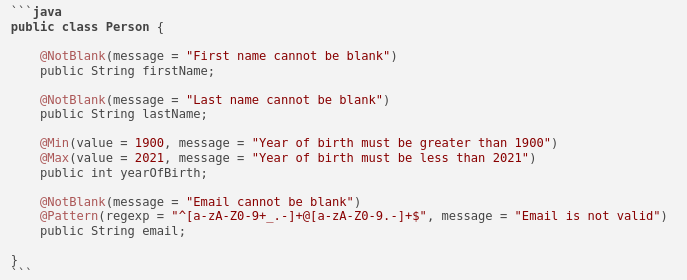 ```java
public class Person {
@NotBlank(message = "First name cannot be blank")
public String firstName;
@NotBlank(message = "Last name cannot be blank")
public String lastName;
@Min(value = 1900, message = "Year of birth must be greater than 1900")
@Max(value = 2021, message = "Year of birth must be less than 2021")
public int yearOfBirth;
@NotBlank(message = "Email cannot be blank")
@Pattern(regexp = "^[a-zA-Z0-9+_.-]+@[a-zA-Z0-9.-]+$", message = "Email is not valid")
public String email;
}
```